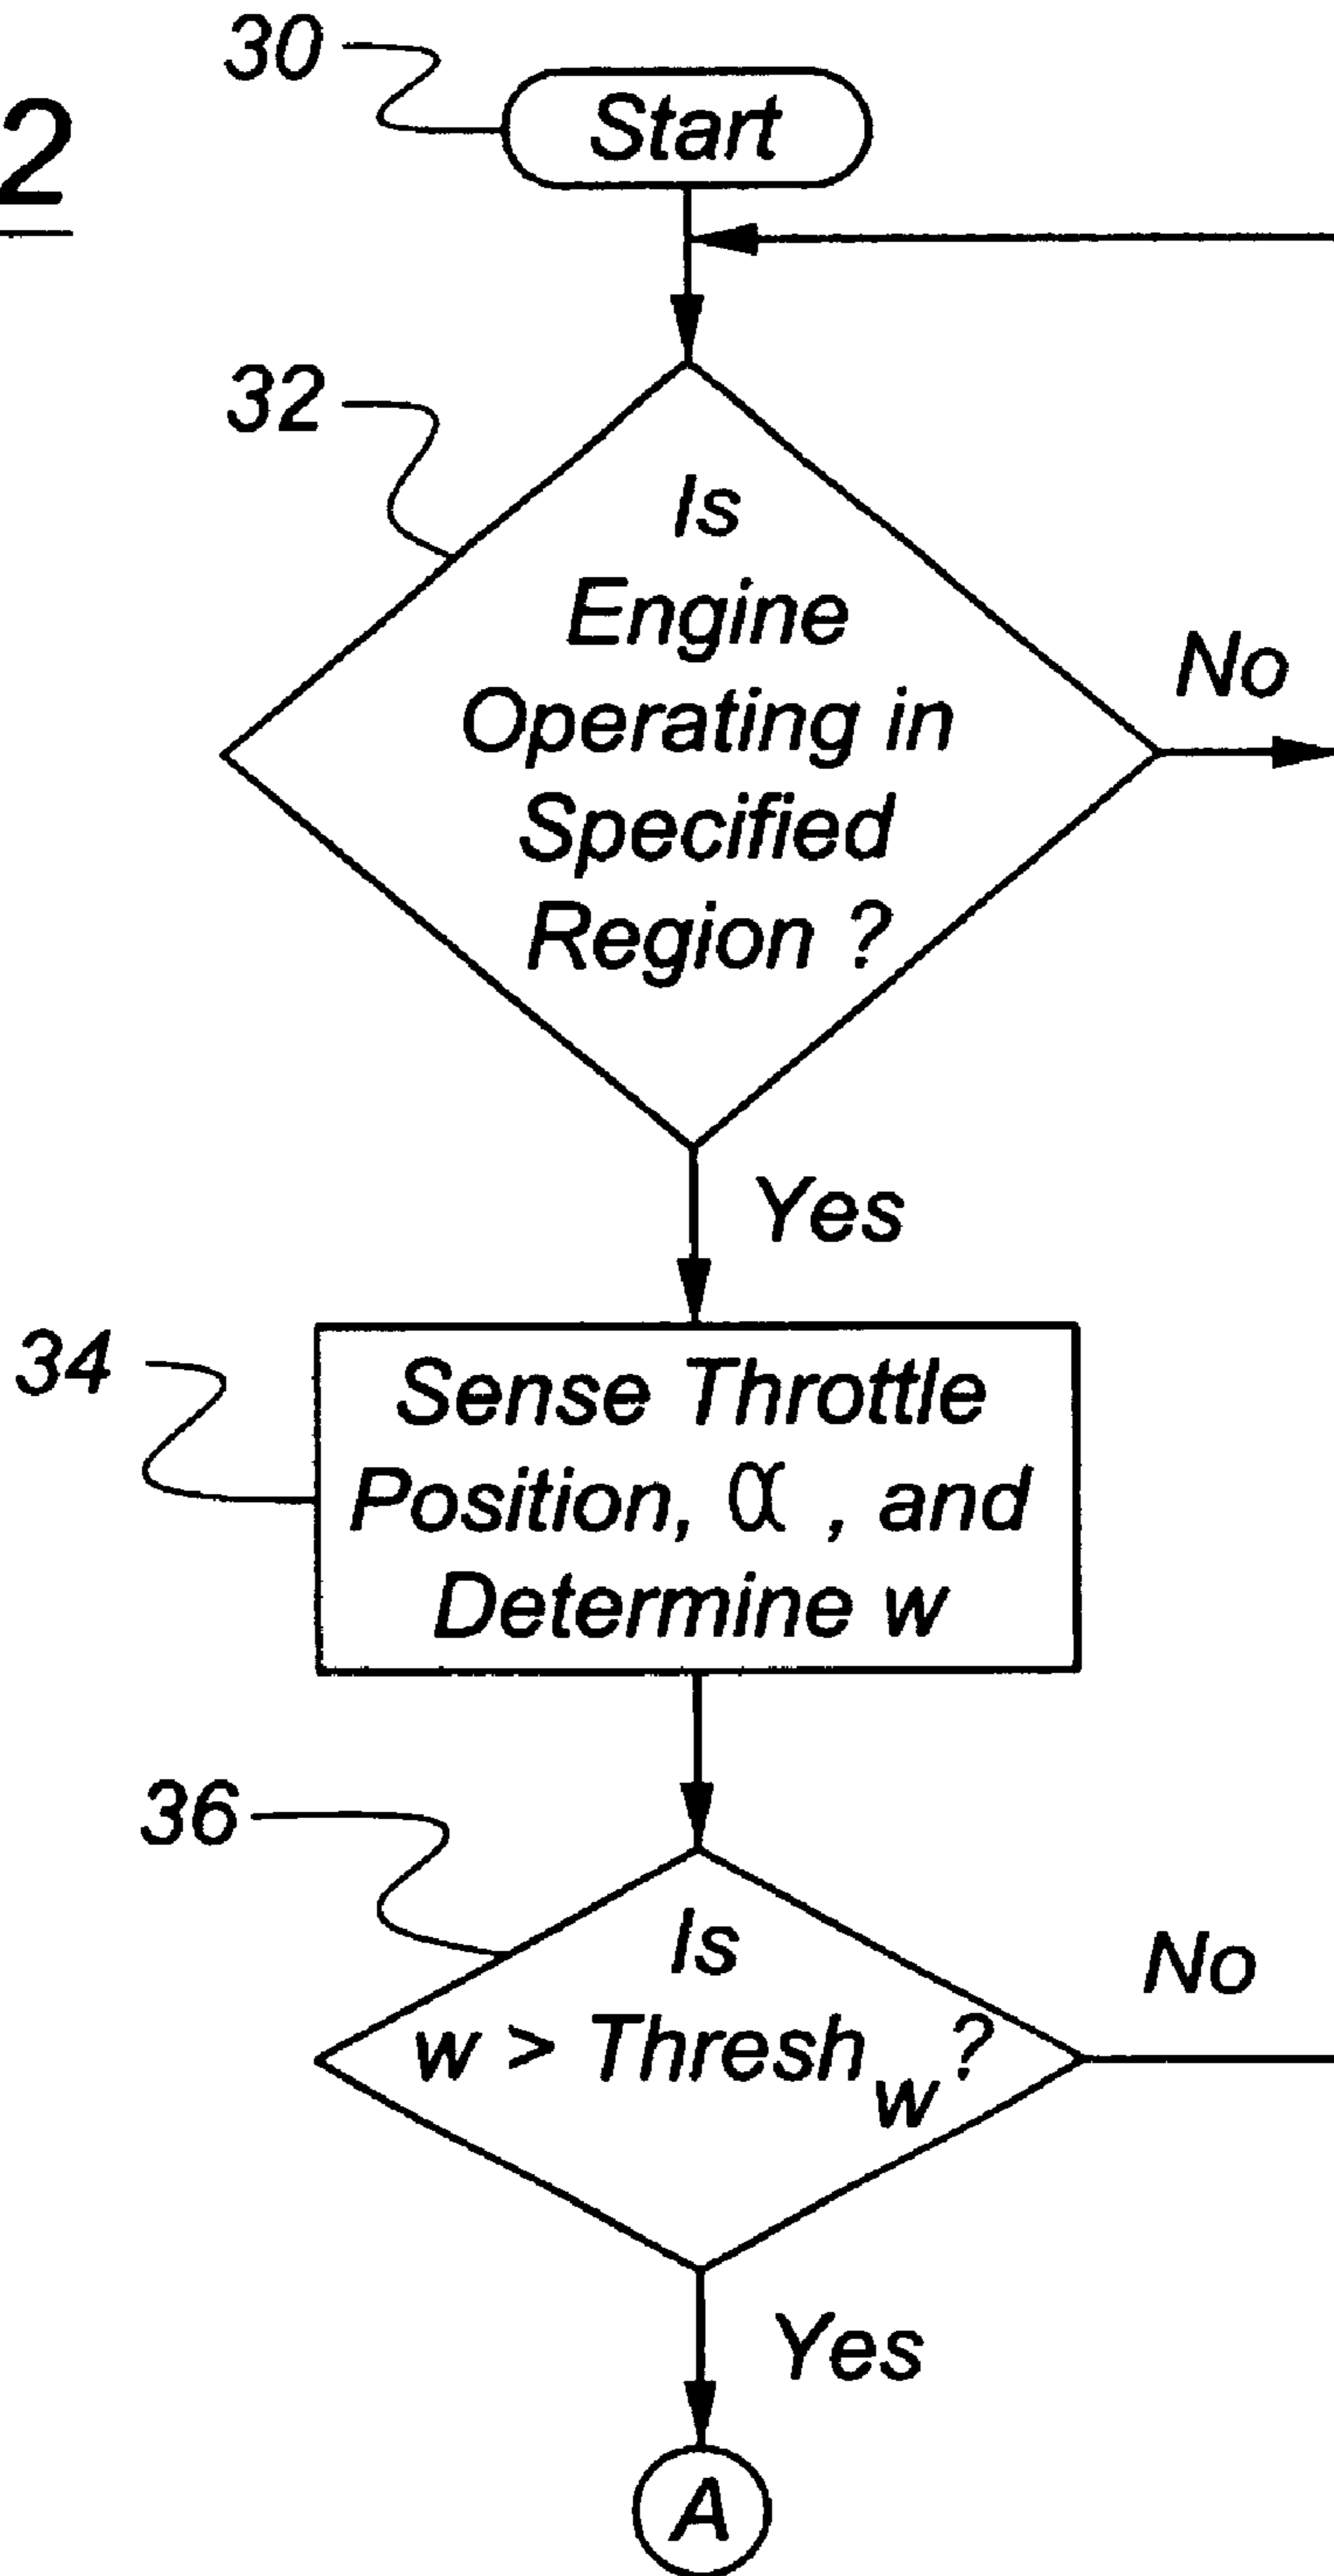 2
30
Start
32
Is
Engine
Operating in
Specified
Region ?
No
Yes
34
Sense Throttle
Position, α , and
Determine w
36
Is
w > Thresh w ?
No
Yes
A